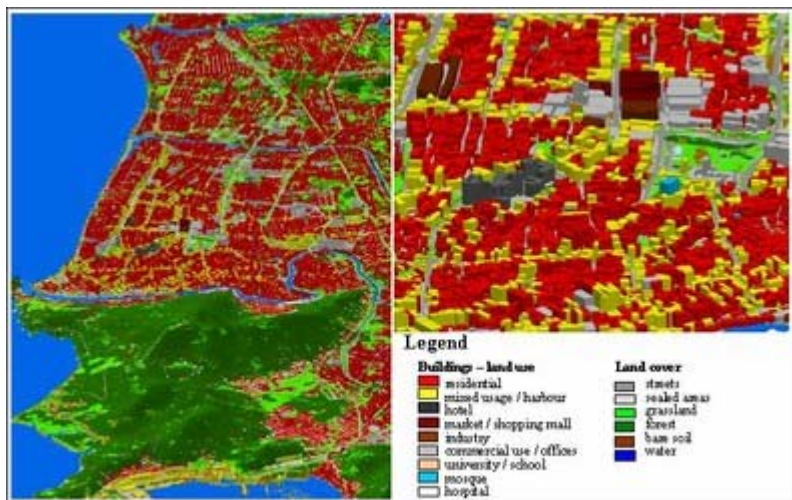 Legend
Buildings – land use
residential
mixed usage / harbour
hotel
market / shopping mall
industry
commercial use / offices
university / school
mosque
hospital
Land cover
streets
sealed areas
grassland
forest
bare soil
water